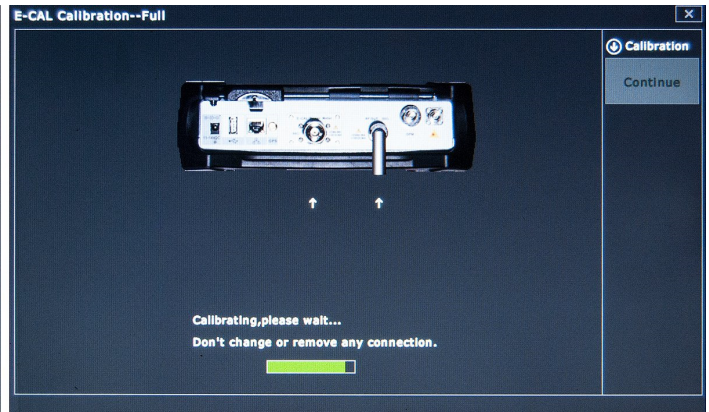 E-CAL Calibration--Full
Calibration
Continue
Calibrating,please wait...
Don't change or remove any connection.